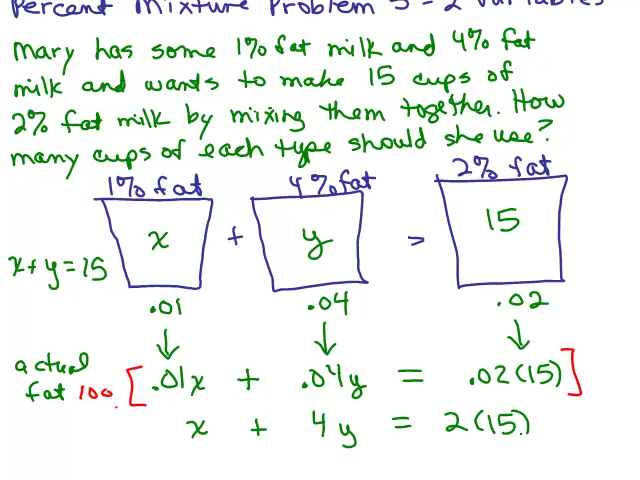 Percent Mixture Problem 3 - 2 Variables
Mary has some 1% fat milk and 4% fat
milk and wants to make 15 cups of
2% fat milk by mixing them together. How
many cups of each type should she use?
1% fat 4% fat 2% fat
x + y = 15
x + y = 15
.01 .04 .02
actual
fat 100. [.01x + .04y = .02(15)]
x + 4y = 2(15)